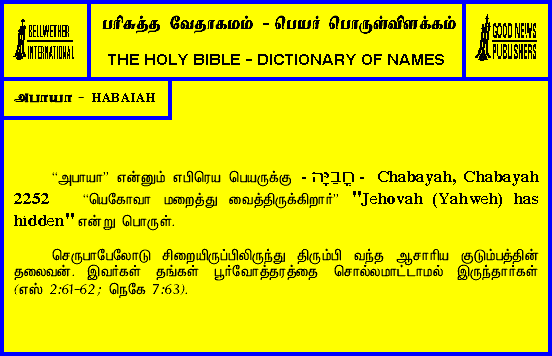 BELLWETHER
INTERNATIONAL
பரிசுத்த வேதாகமம் - பெயர் பொருள்விளக்கம்
THE HOLY BIBLE - DICTIONARY OF NAMES
GOOD NEWS
PUBLISHERS
அபாயா - HABAIAH
“அபாயா” என்னும் எபிரெய பெயருக்கு - חֲבַיָּה - Chabayah, Chabayah
2252 “யெகோவா மறைத்து வைத்திருக்கிறார்” "Jehovah (Yahweh) has
hidden" என்று பொருள்.
செருபாபேலோடு சிறையிருப்பிலிருந்து திரும்பி வந்த ஆசாரிய குடும்பத்தின்
தலைவன். இவர்கள் தங்கள் பூர்வோத்தரத்தை சொல்லமாட்டாமல் இருந்தார்கள்
(எஸ் 2:61-62; நெகே 7:63).